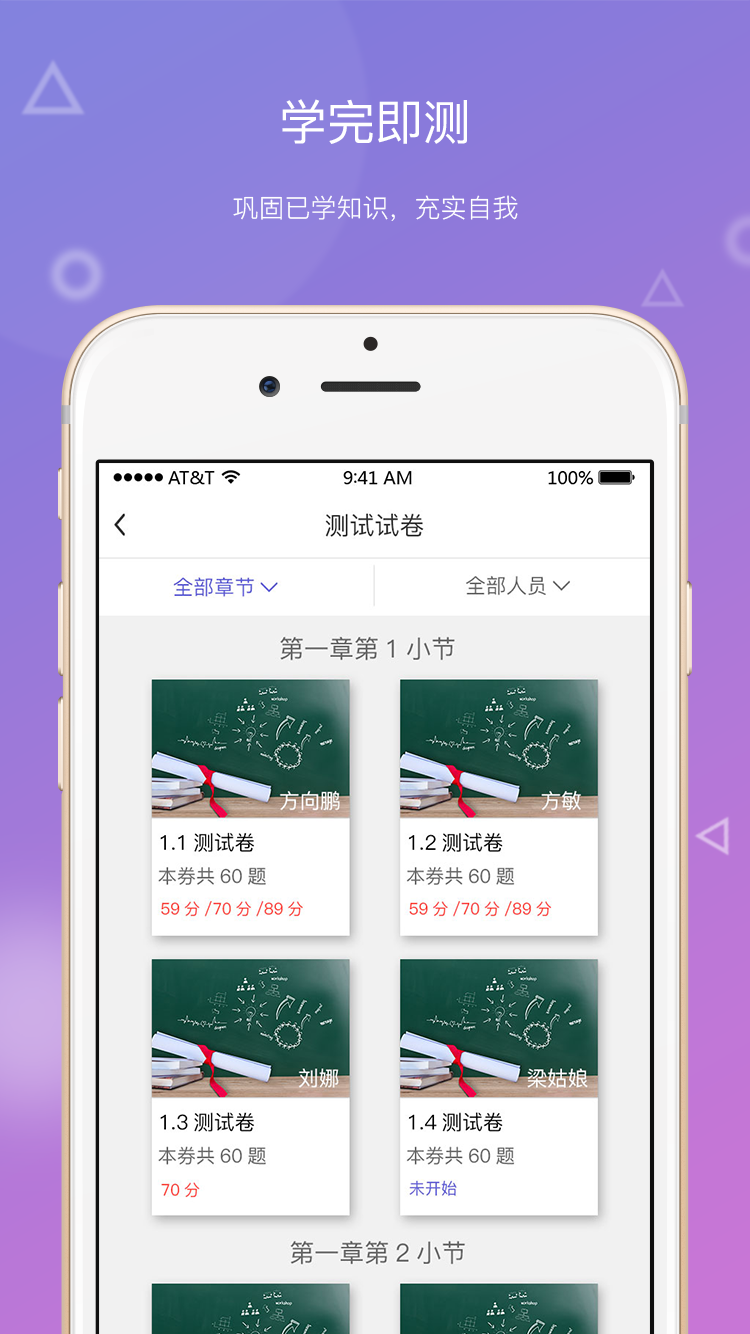 学完即测
巩固已学知识，充实自我
AT&T 9:41 AM 100%
测试试卷
全部章节 全部人员
第一章第 1 小节
方向鹏 方敏
1.1 测试卷 1.2 测试卷
本券共 60 题 本券共 60 题
59 分 /70 分 /89 分 59 分 /70 分 /89 分
刘娜 梁姑娘
1.3 测试卷 1.4 测试卷
本券共 60 题 本券共 60 题
70 分 未开始
第一章第 2 小节